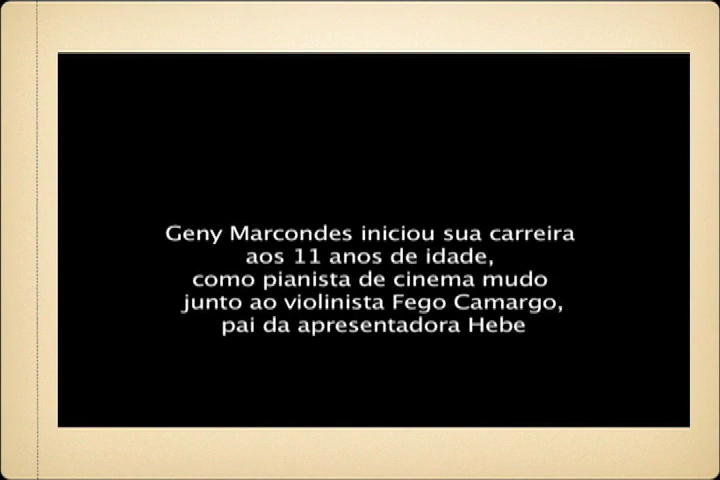 Geny Marcondes iniciou sua carreira
aos 11 anos de idade,
como pianista de cinema mudo
junto ao violinista Fego Camargo,
pai da apresentadora Hebe